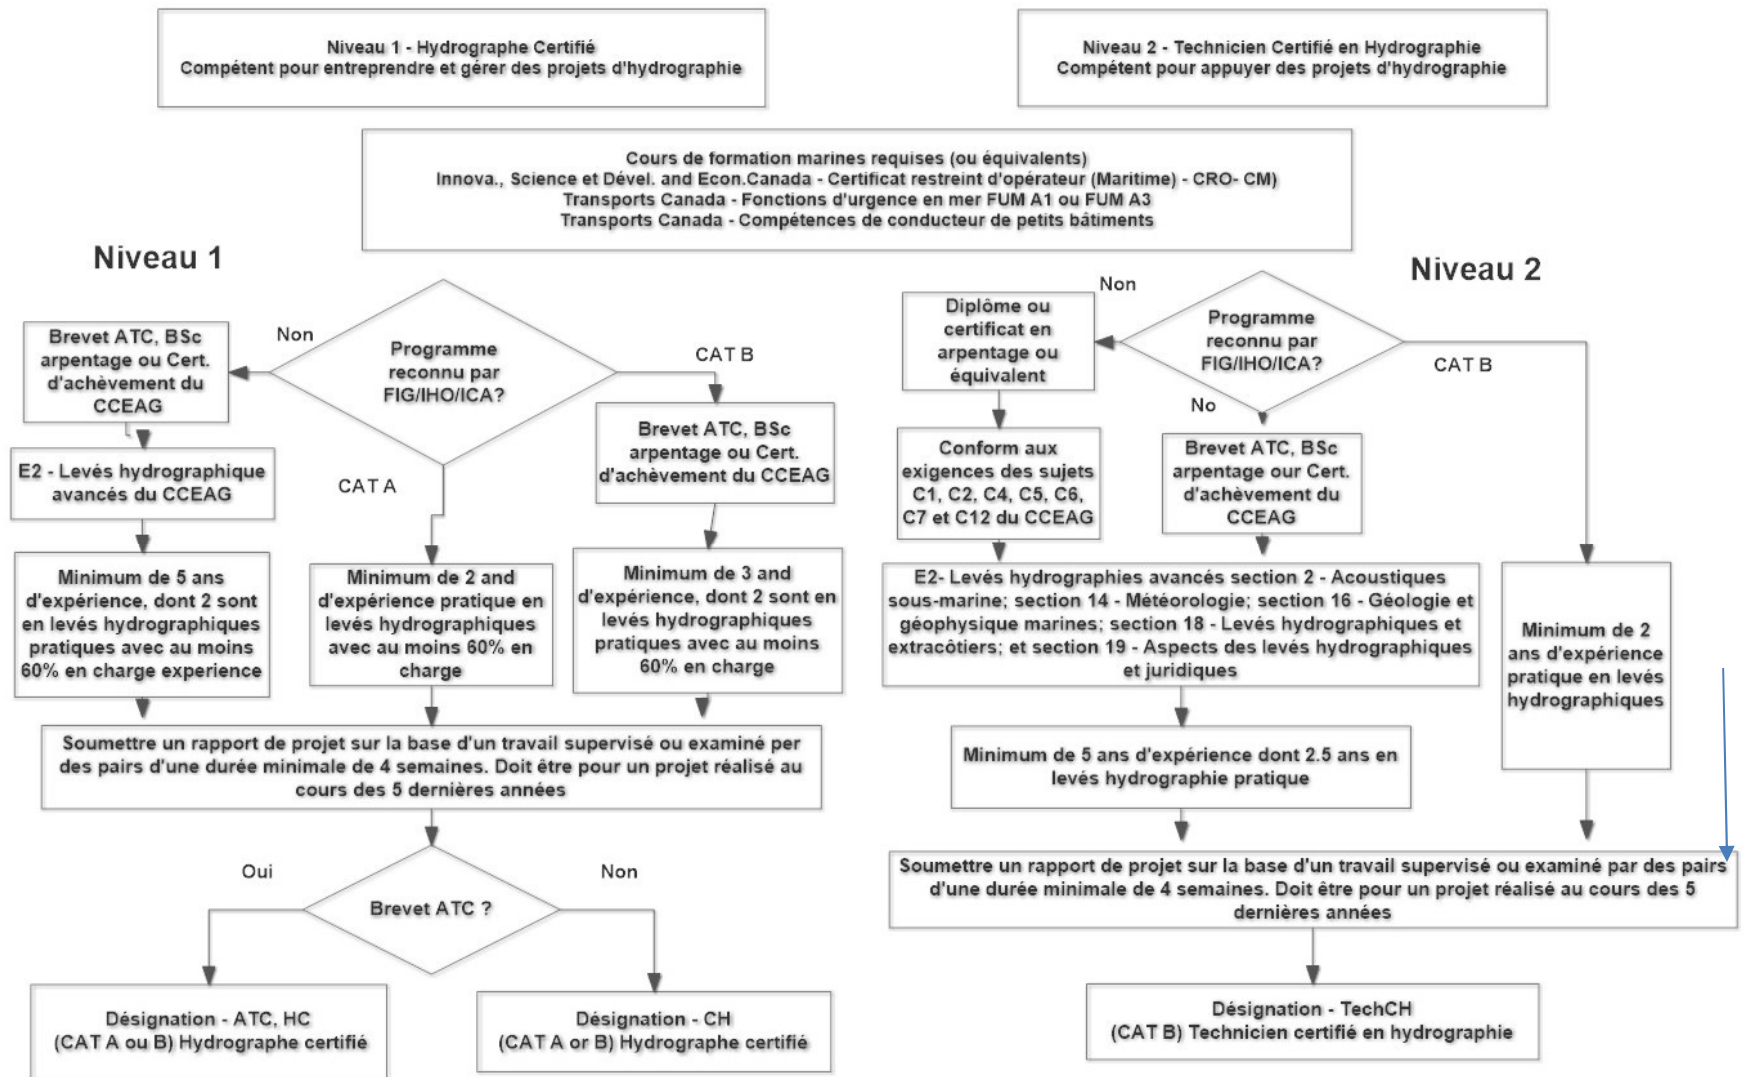 Niveau 1 - Hydrographe Certifié
Compétent pour entreprendre et gérer des projets d'hydrographie
Niveau 2 - Technicien Certifié en Hydrographie
Compétent pour appuyer des projets d'hydrographie
Cours de formation marines requises (ou équivalents)
Innova., Science et Dével. and Econ.Canada - Certificat restreint d'opérateur (Maritime) - CRO- CM)
Transports Canada - Fonctions d'urgence en mer FUM A1 ou FUM A3
Transports Canada - Compétences de conducteur de petits bâtiments
Niveau 1
Non
Programme
reconnu par
FIG/IHO/ICA?
CAT B
CAT A
Brevet ATC, BSc
arpentage ou Cert.
d'achèvement du
CCEAG
E2 - Levés hydrographique
avancés du CCEAG
Minimum de 5 ans
d'expérience, dont 2 sont
en levés hydrographiques
pratiques avec au moins
60% en charge experience
Minimum de 2 and
d'expérience pratique en
levés hydrographiques
avec au moins 60% en
charge
Brevet ATC, BSc
arpentage ou Cert.
d'achèvement du CCEAG
Minimum de 3 and
d'expérience, dont 2 sont en
levés hydrographiques
pratiques avec au moins
60% en charge
Soumettre un rapport de projet sur la base d'un travail supervisé ou examiné per
des pairs d'une durée minimale de 4 semaines. Doit être pour un projet réalisé au
cours des 5 dernières années
Oui
Brevet ATC ?
Non
Désignation - ATC, HC
(CAT A ou B) Hydrographe certifié
Désignation - CH
(CAT A or B) Hydrographe certifié
Niveau 2
Non
Programme
reconnu par
FIG/IHO/ICA?
CAT B
No
Diplôme ou
certificat en
arpentage ou
équivalent
Conform aux
exigences des sujets
C1, C2, C4, C5, C6,
C7 et C12 du CCEAG
Brevet ATC, BSc
arpentage our Cert.
d'achèvement du
CCEAG
E2- Levés hydrographies avancés section 2 - Acoustiques
sous-marine; section 14 - Météorologie; section 16 - Géologie et
géophysique marines; section 18 - Levés hydrographiques et
extracôtiers; et section 19 - Aspects des levés hydrographiques
et juridiques
Minimum de 5 ans d'expérience dont 2.5 ans en
levés hydrographie pratique
Minimum de 2
ans d'expérience
pratique en levés
hydrographiques
Soumettre un rapport de projet sur la base d'un travail supervisé ou examiné par des pairs
d'une durée minimale de 4 semaines. Doit être pour un projet réalisé au cours des 5
dernières années
Désignation - TechCH
(CAT B) Technicien certifié en hydrographie